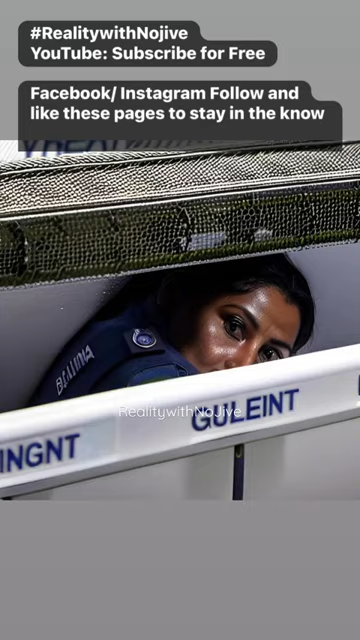 #RealitywithNojive
YouTube: Subscribe for Free
Facebook/ Instagram Follow and
like these pages to stay in the know
RealitywithNoJive
INGNT
GULEINT